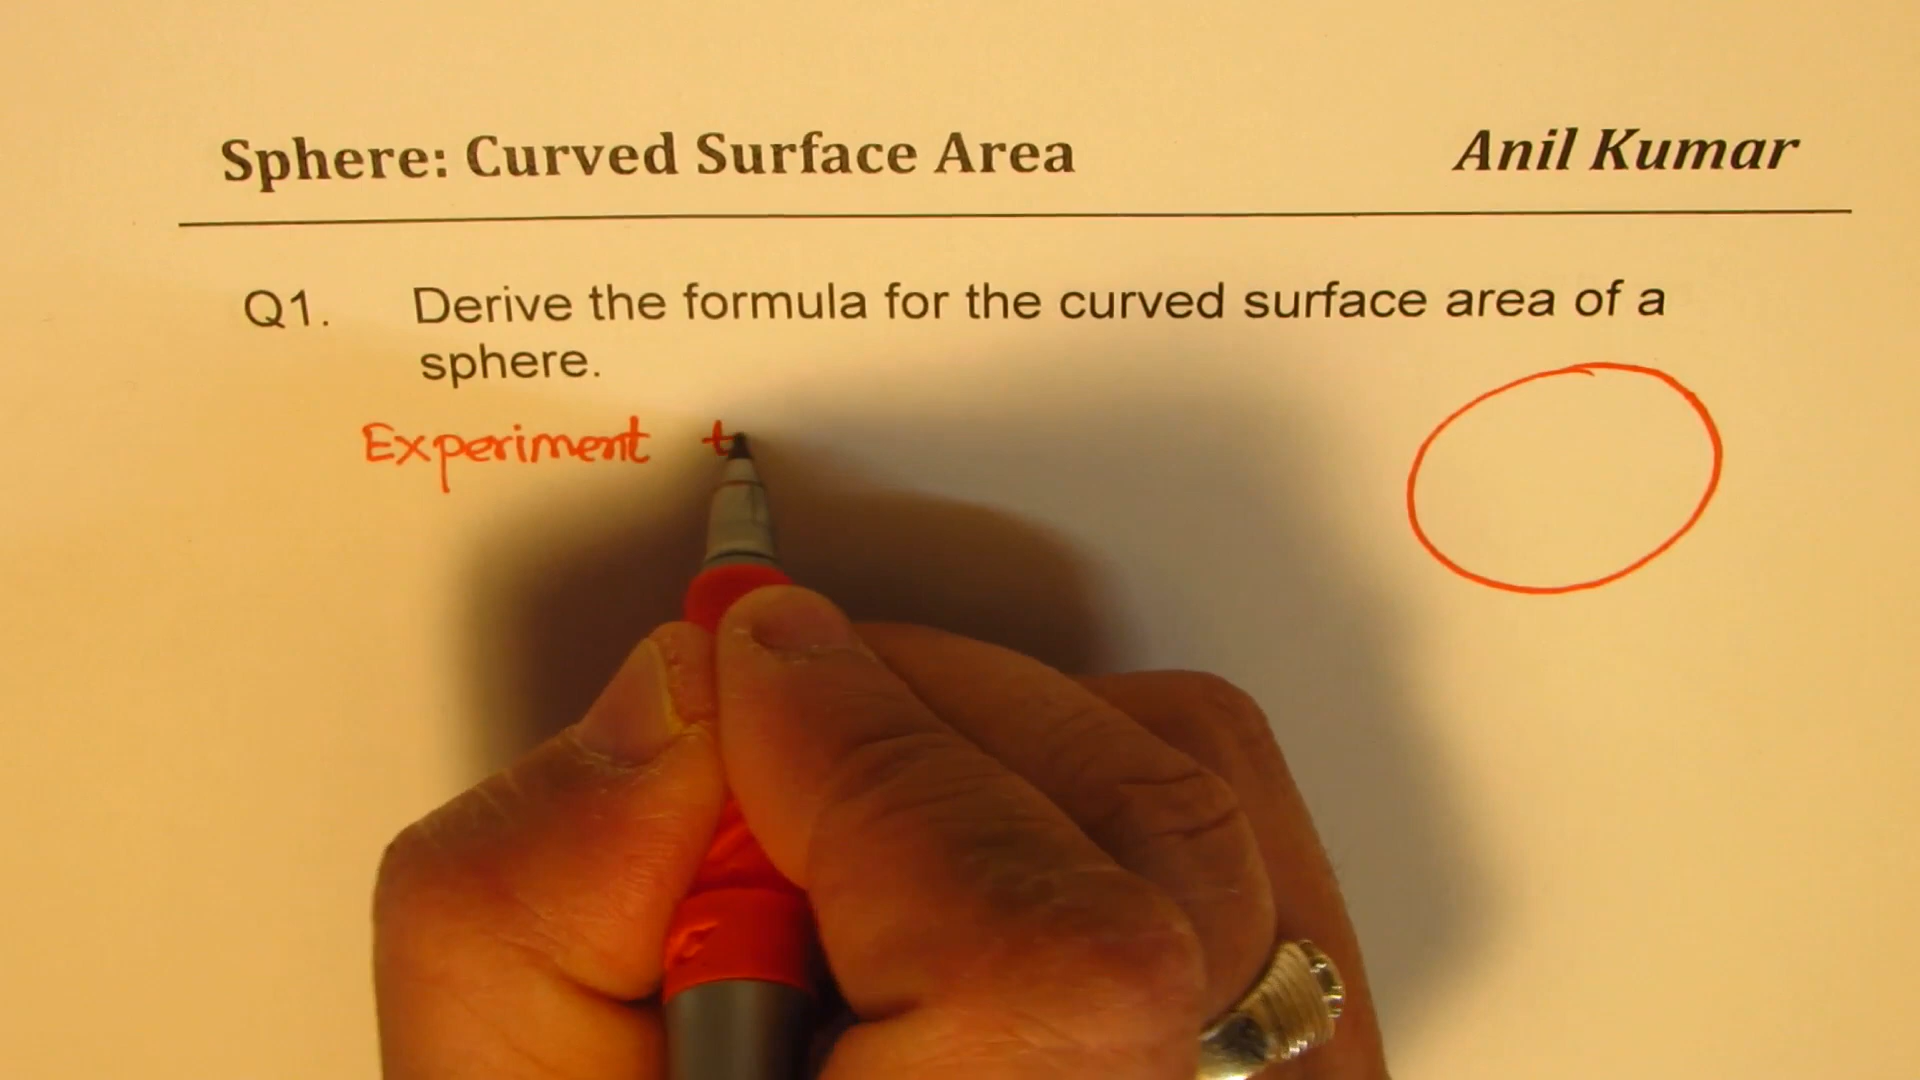 Sphere: Curved Surface Area Anil Kumar
Q1. Derive the formula for the curved surface area of a
sphere.
Experiment